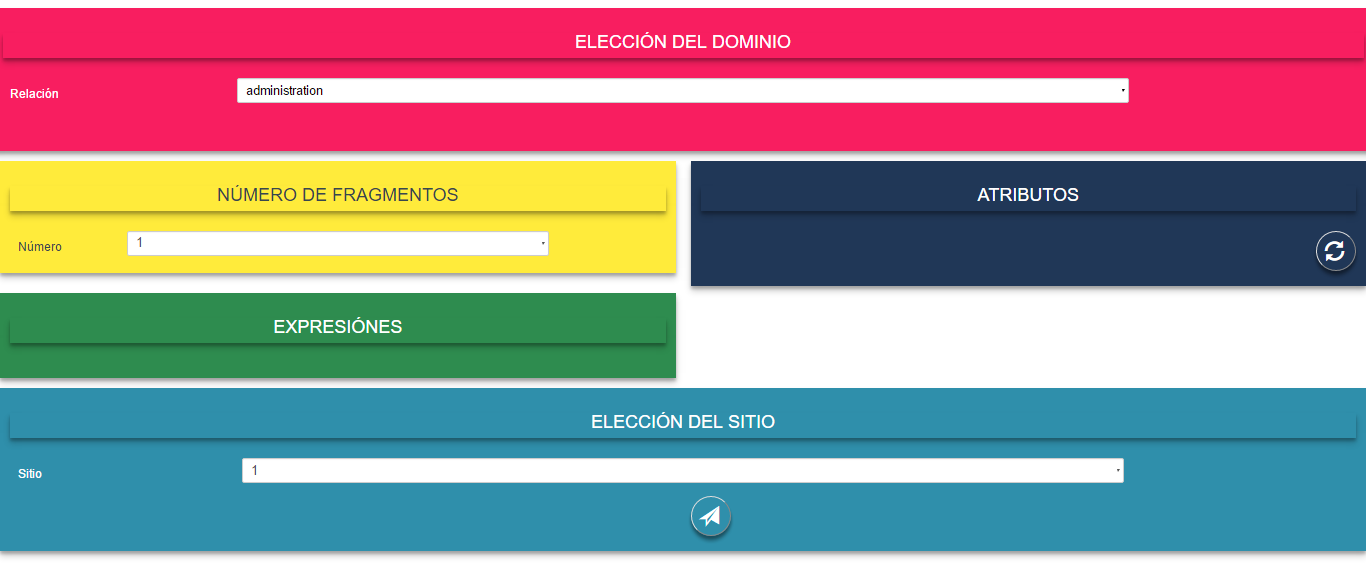 ELECCIÓN DEL DOMINIO
Relación
administration
NÚMERO DE FRAGMENTOS
Número
1
ATRIBUTOS
EXPRESIÓNES
ELECCIÓN DEL SITIO
Sitio
1